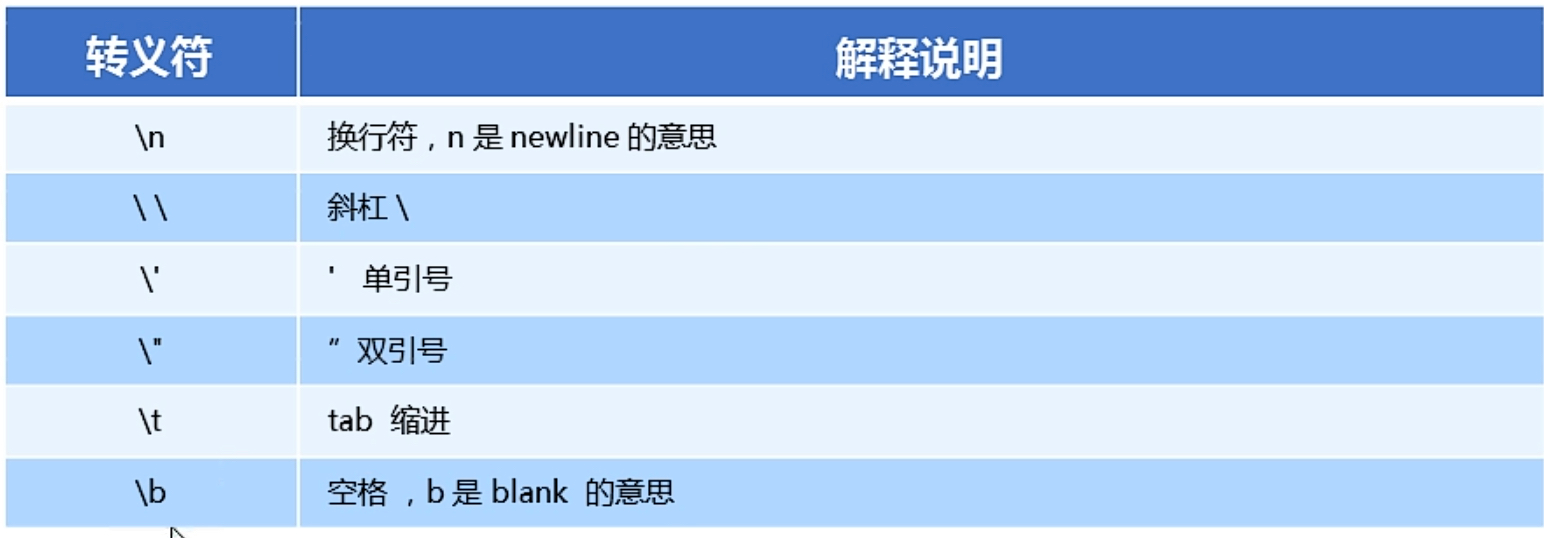 转义符 解释说明
\n 换行符，n 是 newline 的意思
\ \ 斜杠 \
\' ' 单引号
\" ” 双引号
\t tab 缩进
\b 空格 ，b 是 blank 的意思